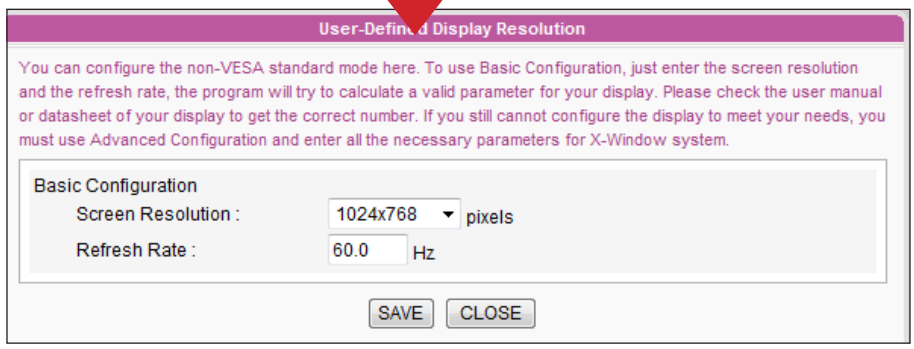 User-Defined Display Resolution
You can configure the non-VESA standard mode here. To use Basic Configuration, just enter the screen resolution
and the refresh rate, the program will try to calculate a valid parameter for your display. Please check the user manual
or datasheet of your display to get the correct number. If you still cannot configure the display to meet your needs, you
must use Advanced Configuration and enter all the necessary parameters for X-Window system.
Basic Configuration
Screen Resolution : 1024x768 pixels
Refresh Rate : 60.0 Hz
SAVE CLOSE